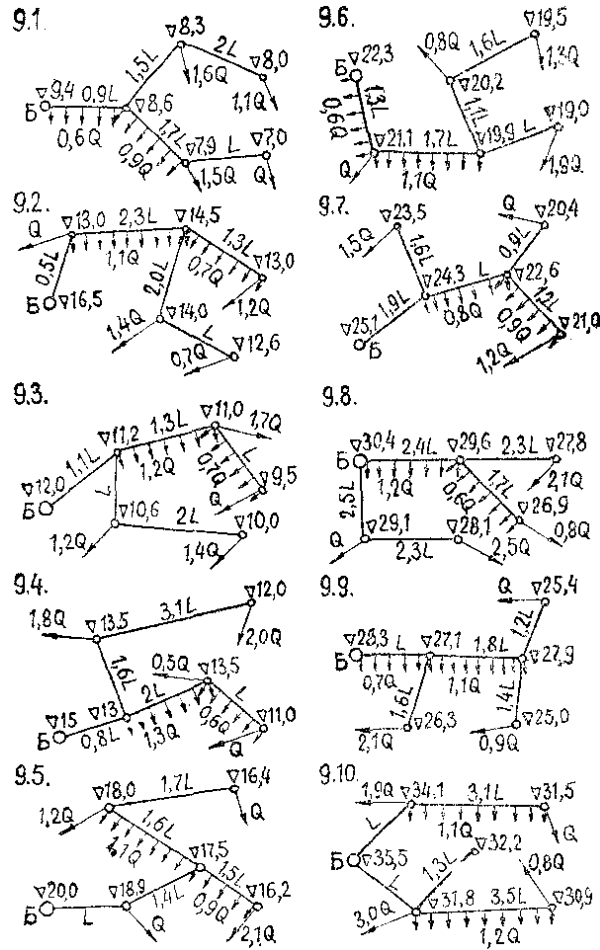 9.1.
▽8,3
2L
▽8,0
1,5L
1,6Q
1,1Q
▽9,4
0,9L
▽8,6
Б
0,6Q
1,7L
0,9Q
▽7,9
L
▽7,0
1,5Q
Q
9.2.
Q
▽13,0
2,3L
▽14,5
1,1Q
1,3L
0,7Q
▽13,0
0,5L
2,0L
1,2Q
Б
▽16,5
▽14,0
1,4Q
L
▽12,6
0,7Q
9.3.
▽11,2
1,3L
▽11,0
1,7Q
1,1L
1,2Q
L
0,7Q
▽12,0
Б
L
▽9,5
Q
▽10,6
2L
▽10,0
1,2Q
1,4Q
9.4.
▽12,0
1,8Q
▽13,5
3,1L
2,0Q
1,6L
0,5Q
▽13,5
▽15
▽13
2L
L
Б
0,8L
1,3Q
0,6Q
▽11,0
Q
9.5.
▽18,0
1,7L
▽16,4
1,2Q
1,6L
1,1Q
Q
▽17,5
▽20,0
▽18,9
1,5L
Б
L
1,4L
0,9Q
▽16,2
Q
2,1Q
9.6.
▽19,5
0,8Q
1,6L
1,3Q
▽22,3
Б
▽20,2
1,3L
0,6Q
1,1L
▽19,0
▽21,1
1,7L
▽19,9
L
Q
1,1Q
1,9Q
9.7.
▽23,5
Q
▽20,4
1,5Q
1,6L
0,9L
▽24,3
L
▽22,6
1,9L
0,8Q
1,2L
0,9Q
▽25,1
Б
▽21,0
1,2Q
9.8.
Б
▽30,4
2,4L
▽29,6
2,3L
▽27,8
1,2Q
1,7L
2,1Q
2,5L
0,6Q
▽26,9
▽29,1
▽28,1
0,8Q
Q
2,3L
2,5Q
9.9.
Q
▽25,4
1,2L
▽28,3
L
▽27,1
1,8L
▽27,9
Б
0,7Q
1,1Q
1,6L
1,4L
▽26,3
▽25,0
2,1Q
0,9Q
9.10.
1,9Q
▽34,1
3,1L
▽31,5
L
1,1Q
Q
▽32,2
Б
▽35,5
1,3L
0,8Q
L
▽31,8
3,5L
▽30,9
3,0Q
1,2Q